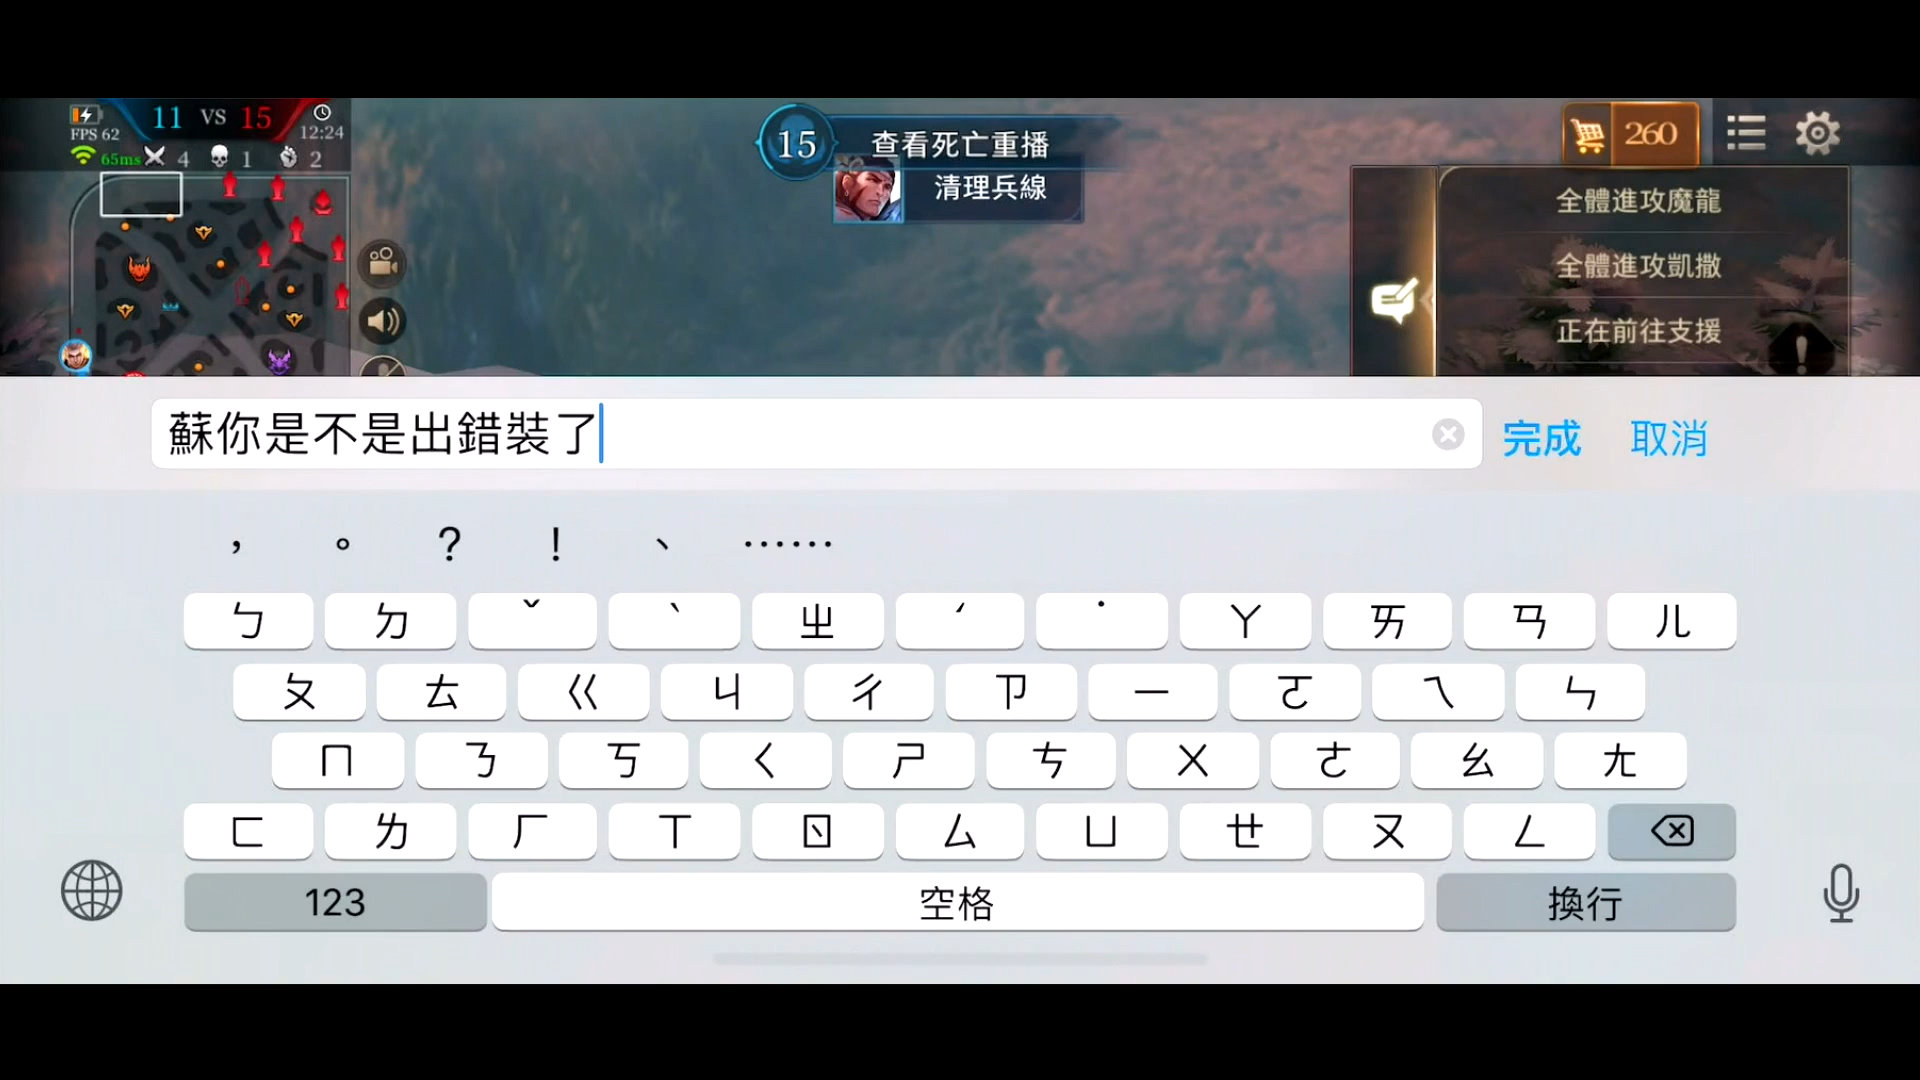 11 VS 15
FPS 62
12:24
65ms 4 1 2
15 查看死亡重播
清理兵線
260
全體進攻魔龍
全體進攻凱撒
正在前往支援
蘇你是不是出錯裝了
完成 取消
， 。 ？ ！ 、 ……
ㄅ ㄉ ˇ ˋ ㄓ ˊ ˙ ㄚ ㄞ ㄢ ㄦ
ㄆ ㄊ ㄍ ㄐ ㄔ ㄗ ㄧ ㄛ ㄟ ㄣ
ㄇ ㄋ ㄎ ㄑ ㄕ ㄘ ㄨ ㄜ ㄠ ㄤ
ㄈ ㄌ ㄏ ㄒ ㄖ ㄙ ㄩ ㄝ ㄡ ㄥ
123 空格 換行